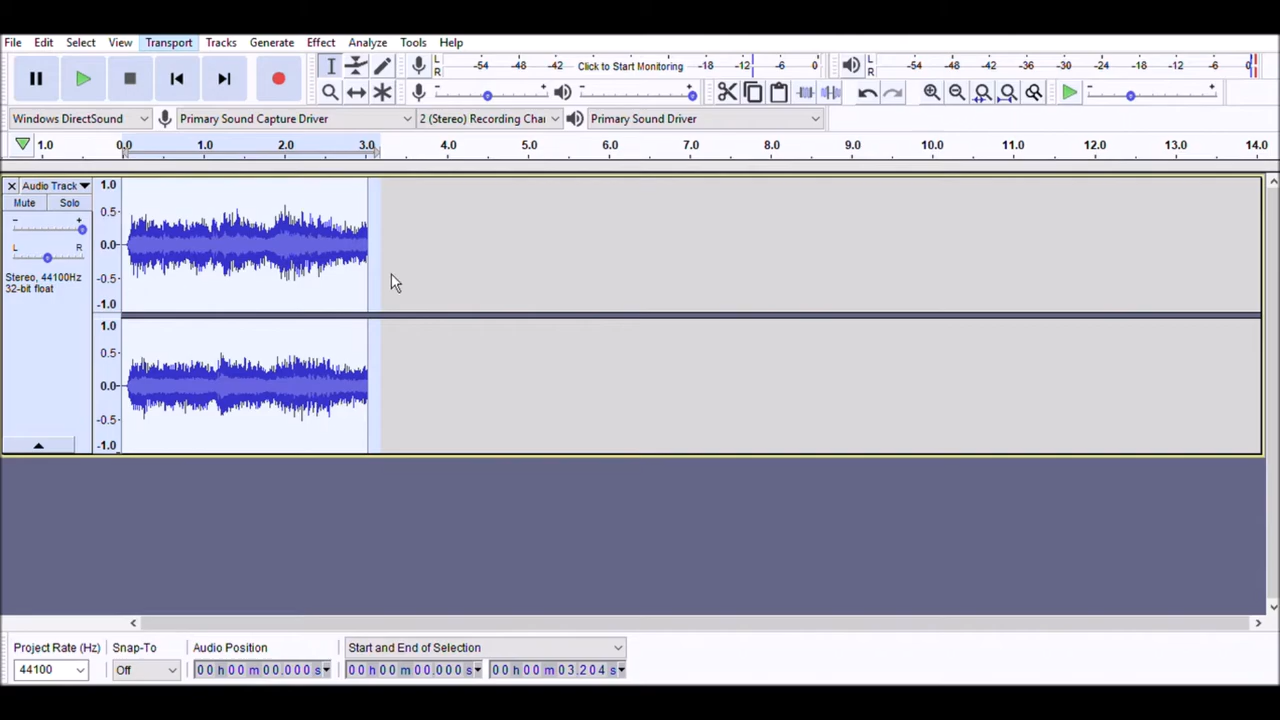 File Edit Select View Transport Tracks Generate Effect Analyze Tools Help
L R -54 -48 -42 Click to Start Monitoring -18 -12 -6 0 L R -54 -48 -42 -36 -30 -24 -18 -12 -6 0
- + - + - +
Windows DirectSound Primary Sound Capture Driver 2 (Stereo) Recording Char Primary Sound Driver
1.0 0.0 1.0 2.0 3.0 4.0 5.0 6.0 7.0 8.0 9.0 10.0 11.0 12.0 13.0 14.0
Audio Track 1.0
Mute Solo
- + 0.5
L R 0.0
Stereo, 44100Hz -0.5
32-bit float
-1.0
1.0
0.5
0.0
-0.5
-1.0
Project Rate (Hz) Snap-To Audio Position Start and End of Selection
44100 Off 00 h 00 m 00.000 s 00 h 00 m 00.000 s 00 h 00 m 03.204 s